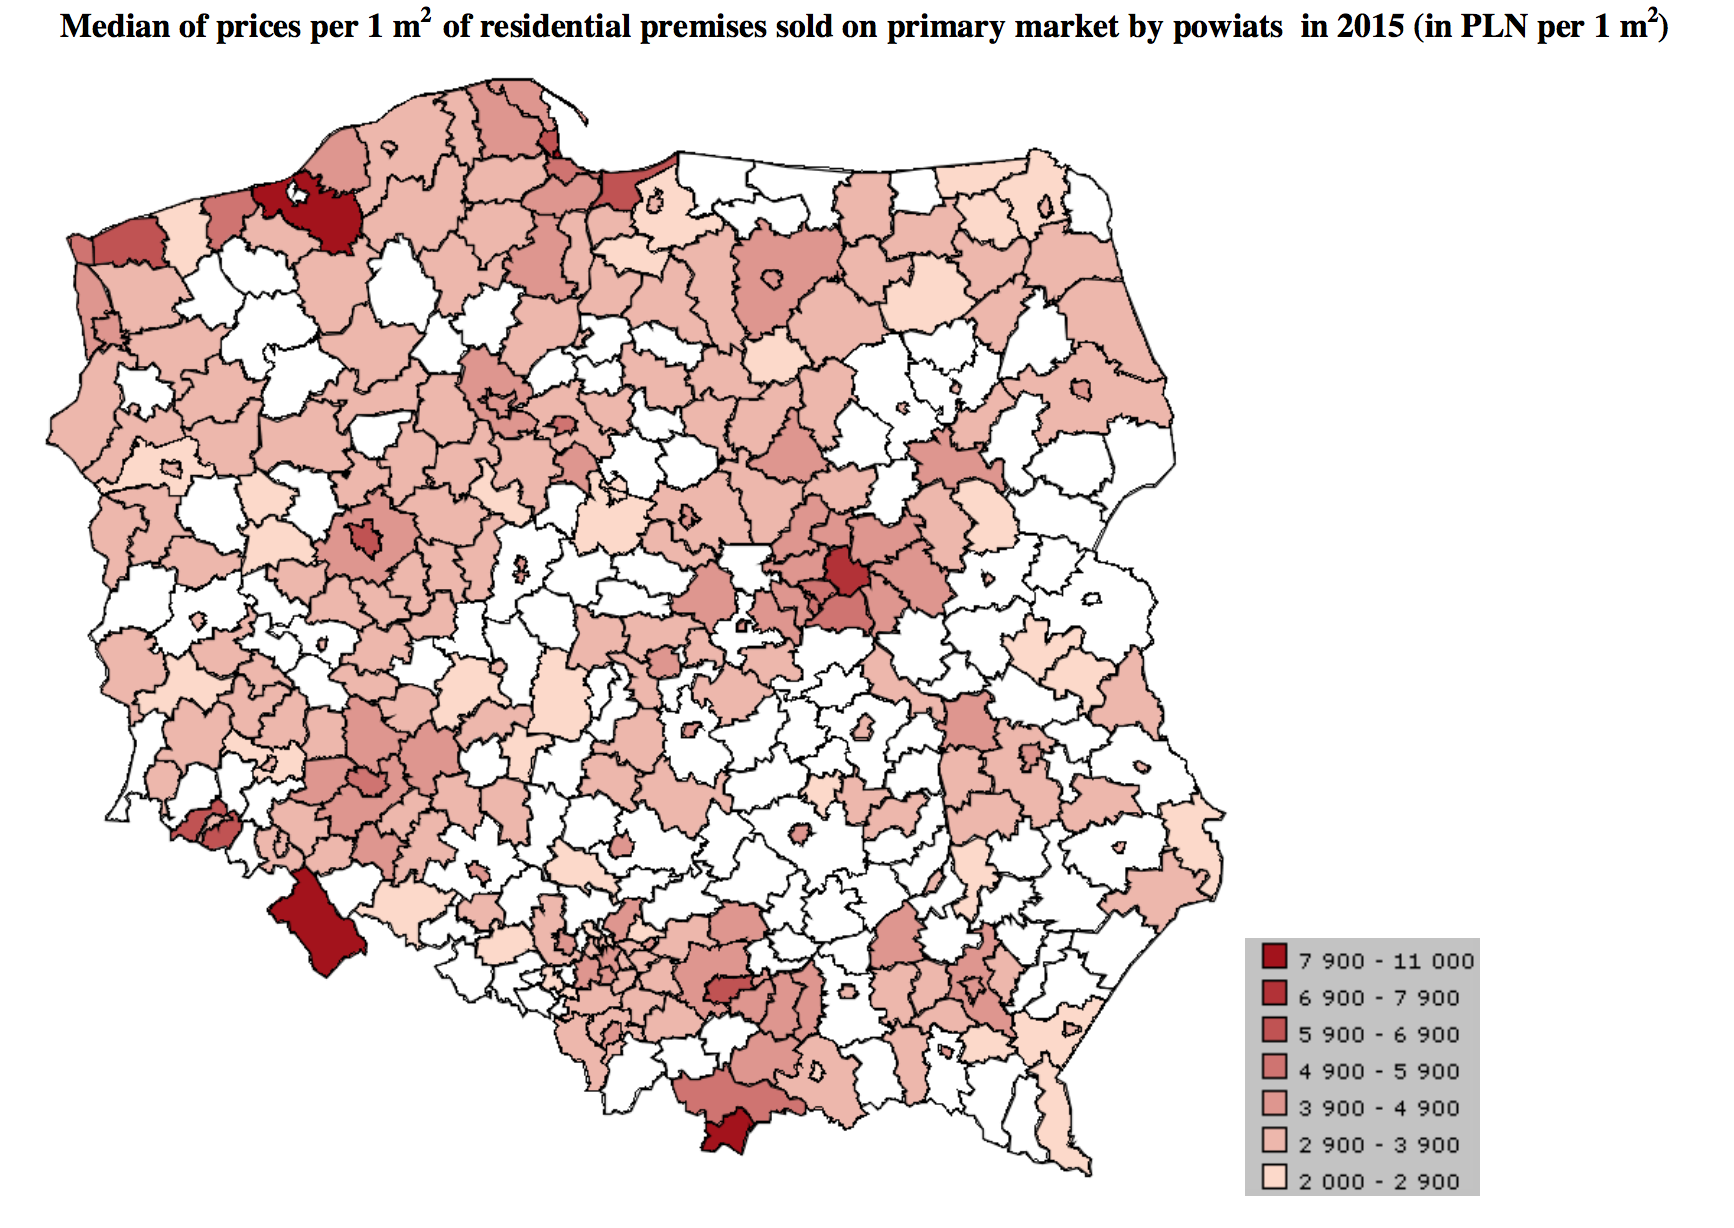 Median of prices per 1 m² of residential premises sold on primary market by powiats in 2015 (in PLN per 1 m²)
7 900 - 11 000
6 900 - 7 900
5 900 - 6 900
4 900 - 5 900
3 900 - 4 900
2 900 - 3 900
2 000 - 2 900